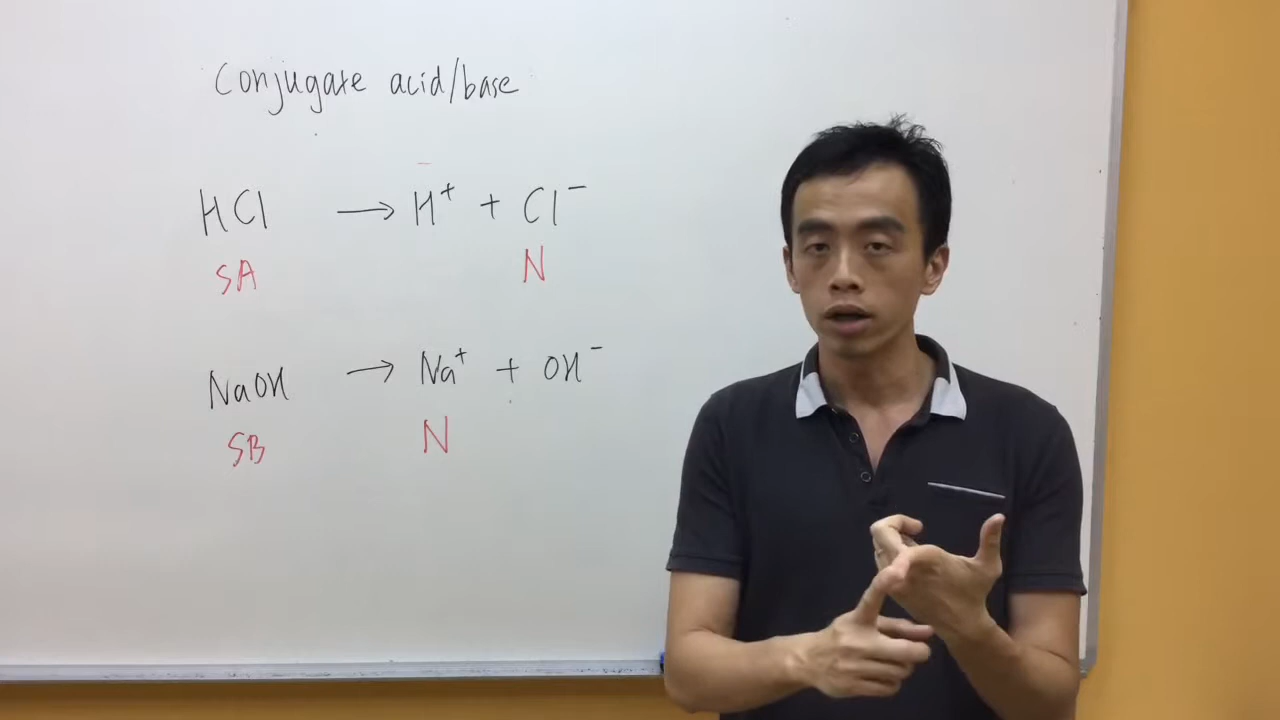 Conjugate acid/base
HCl → H⁺ + Cl⁻
SA N
NaOH → Na⁺ + OH⁻
SB N